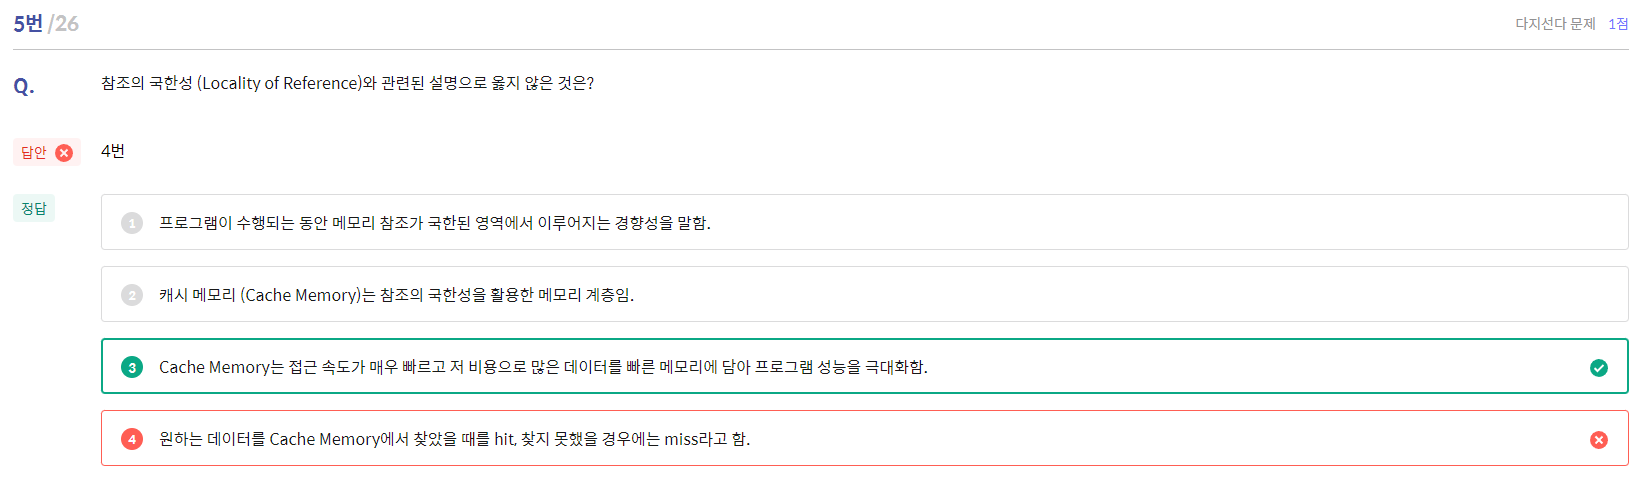 5번 /26
다지선다 문제 1점
Q. 참조의 국한성 (Locality of Reference)와 관련된 설명으로 옳지 않은 것은?
답안 4번
정답
1 프로그램이 수행되는 동안 메모리 참조가 국한된 영역에서 이루어지는 경향성을 말함.
2 캐시 메모리 (Cache Memory)는 참조의 국한성을 활용한 메모리 계층임.
3 Cache Memory는 접근 속도가 매우 빠르고 저 비용으로 많은 데이터를 빠른 메모리에 담아 프로그램 성능을 극대화함.
4 원하는 데이터를 Cache Memory에서 찾았을 때를 hit, 찾지 못했을 경우에는 miss라고 함.